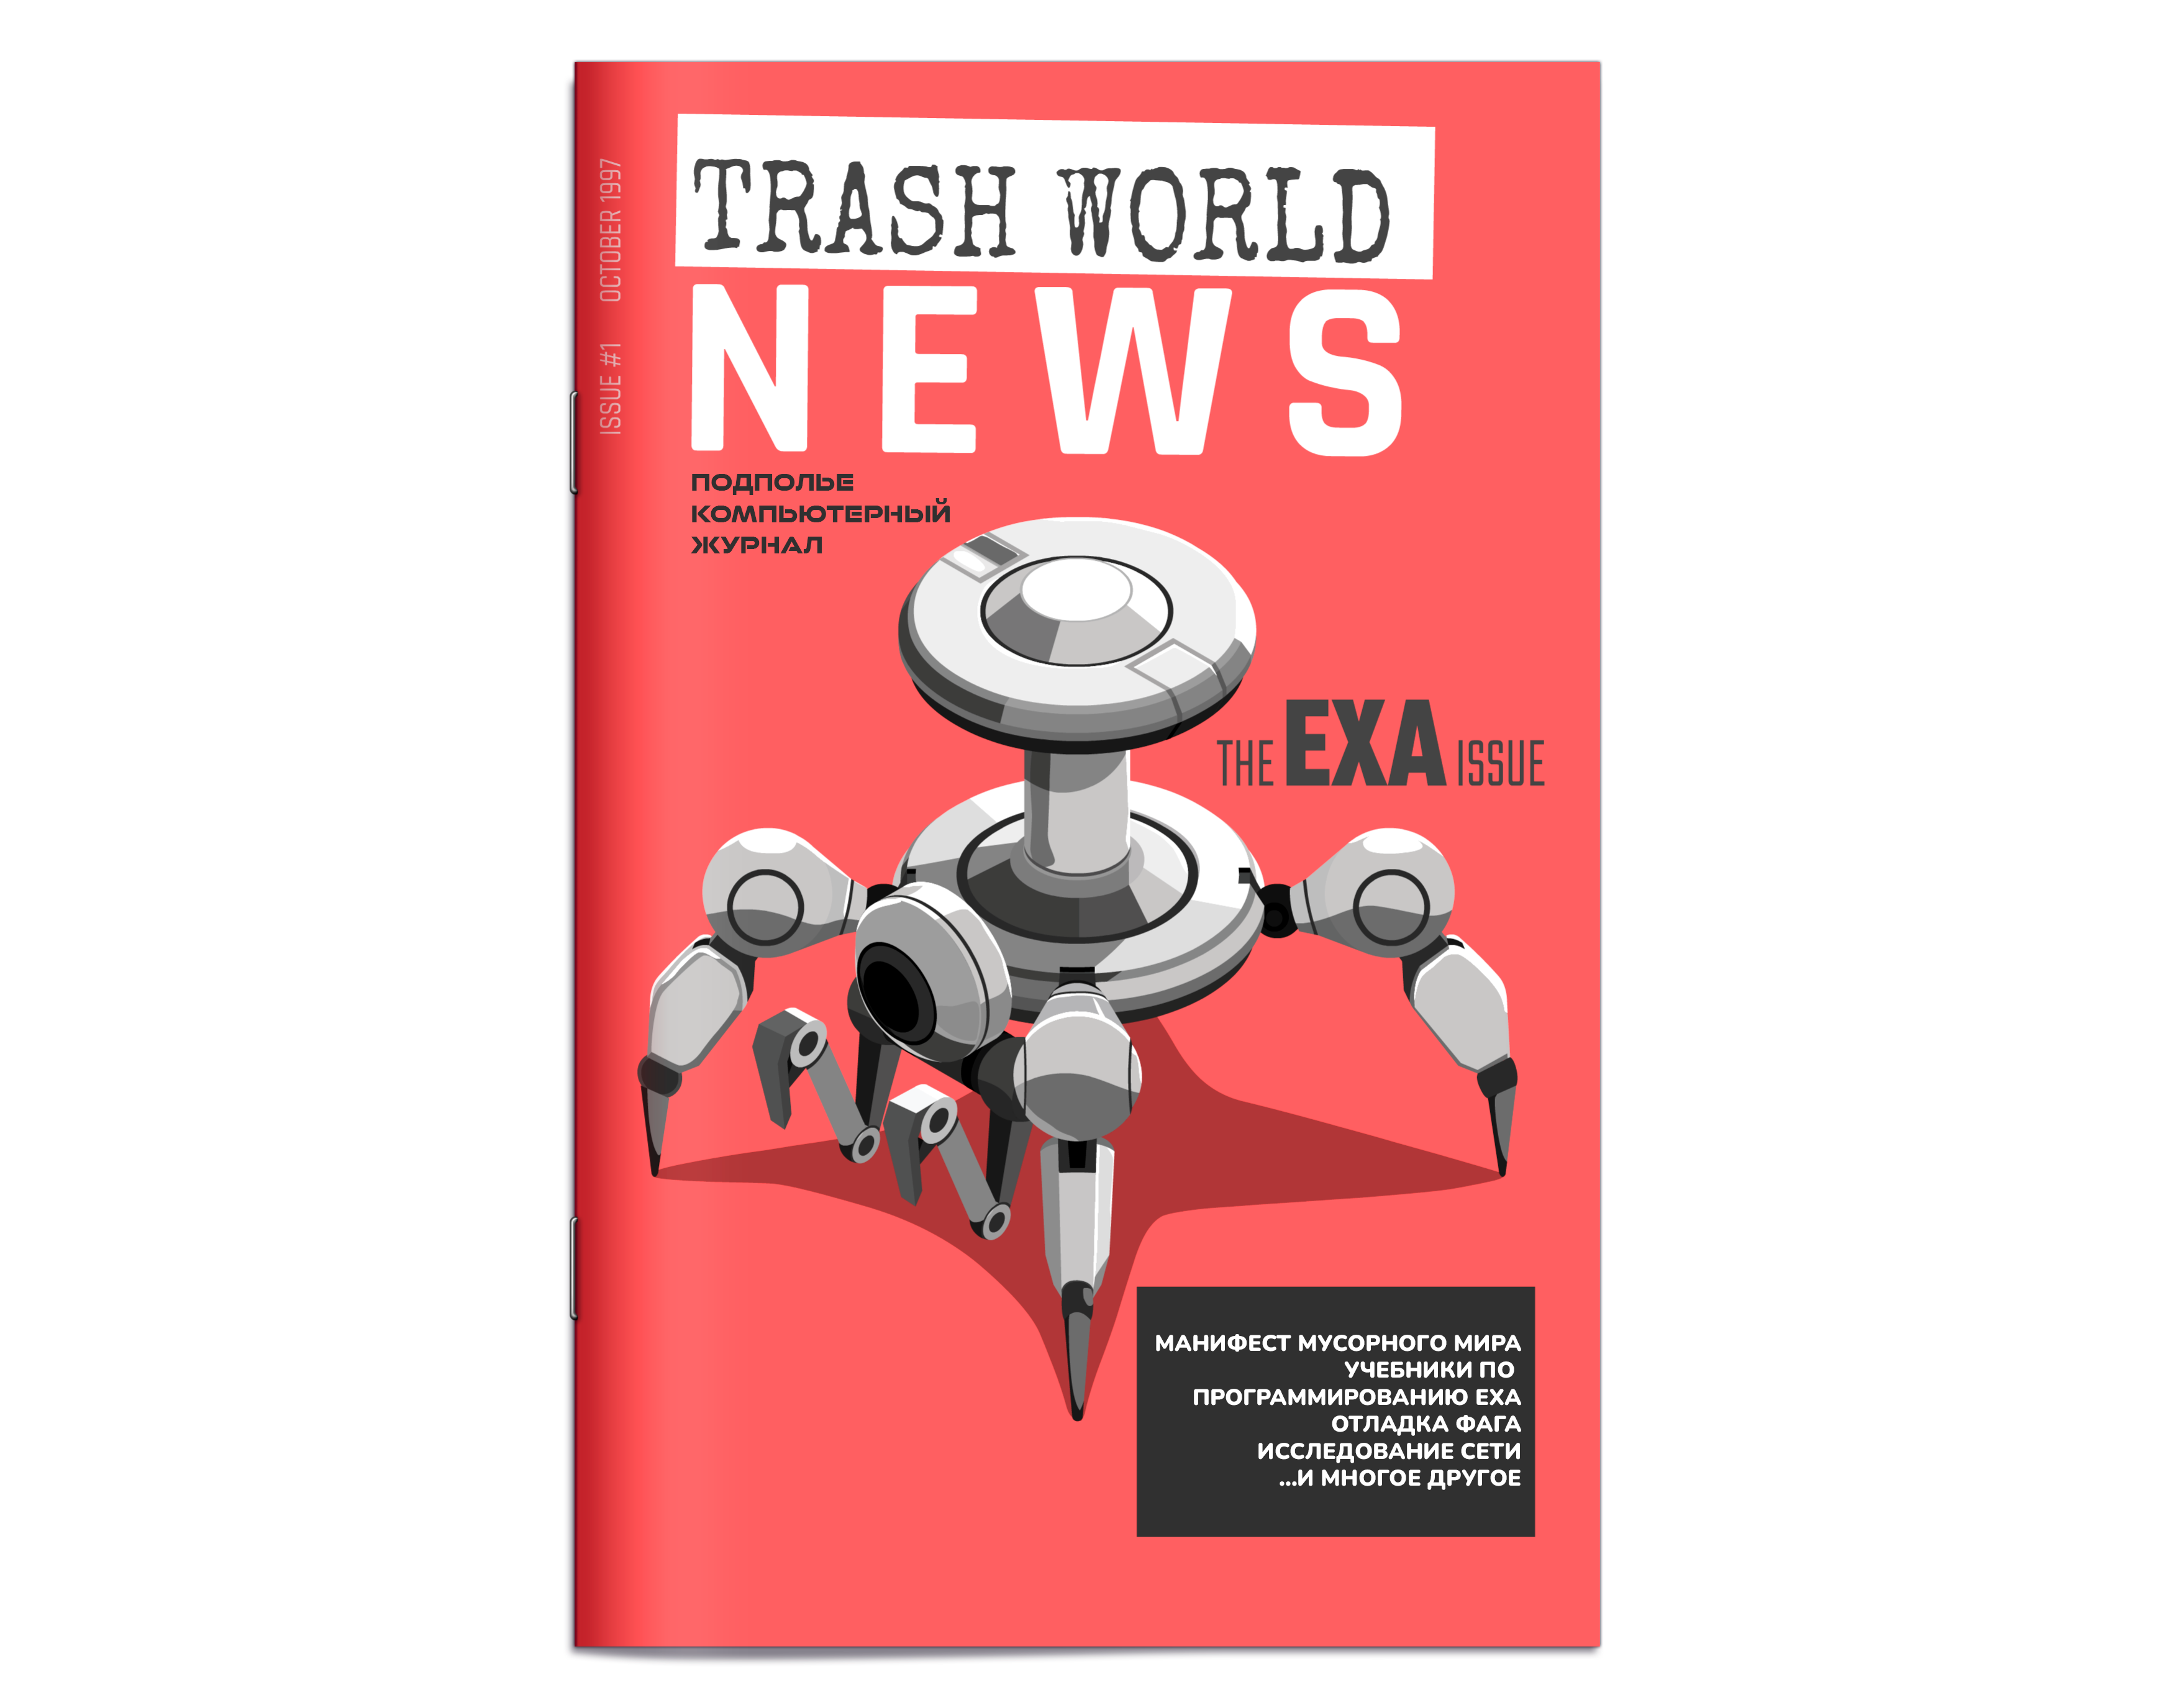 ISSUE #1 OCTOBER 1997
TRASH WORLD
NEWS
ПОДПОЛЬЕ
КОМПЬЮТЕРНЫЙ
ЖУРНАЛ
THE EXA ISSUE
МАНИФЕСТ МУСОРНОГО МИРА
УЧЕБНИКИ ПО
ПРОГРАММИРОВАНИЮ EXA
ОТЛАДКА ФАГА
ИССЛЕДОВАНИЕ СЕТИ
...И МНОГОЕ ДРУГОЕ